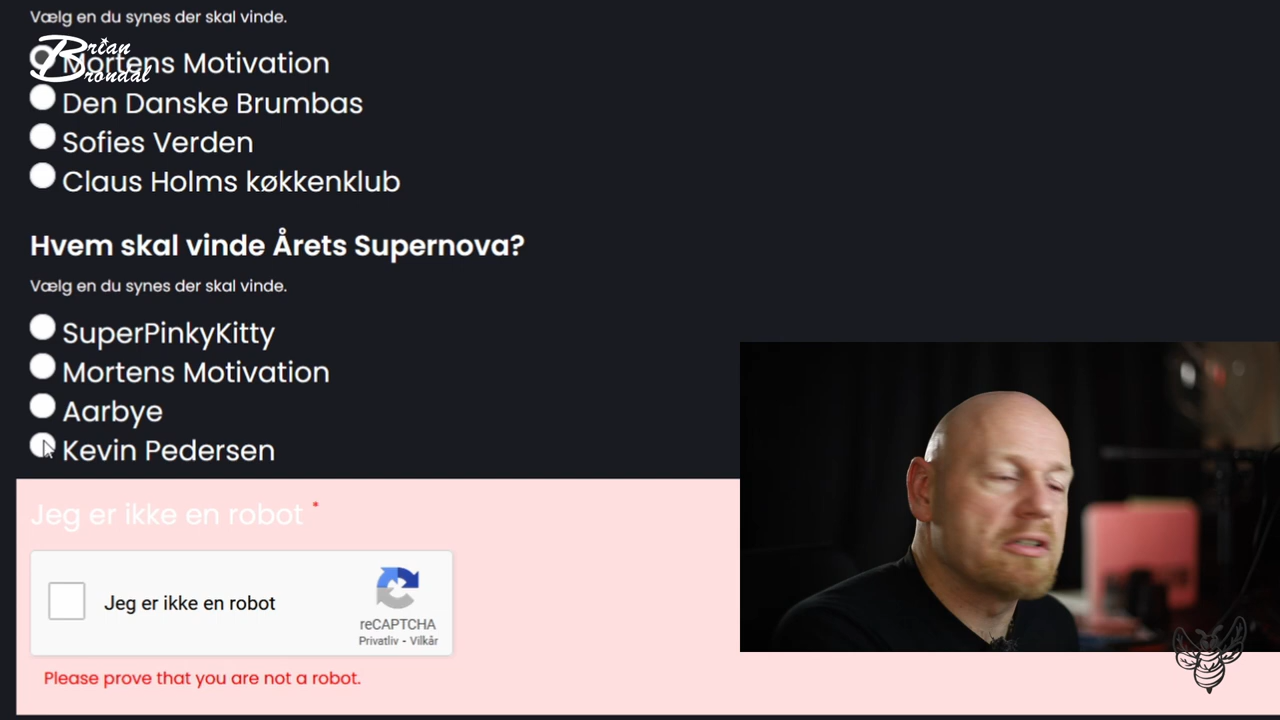 Vælg en du synes der skal vinde.
Brian
Brøndal
Mortens Motivation
Den Danske Brumbas
Sofies Verden
Claus Holms køkkenklub
Hvem skal vinde Årets Supernova?
Vælg en du synes der skal vinde.
SuperPinkyKitty
Mortens Motivation
Aarbye
Kevin Pedersen
Jeg er ikke en robot *
Jeg er ikke en robot
reCAPTCHA
Privatliv - Vilkår
Please prove that you are not a robot.